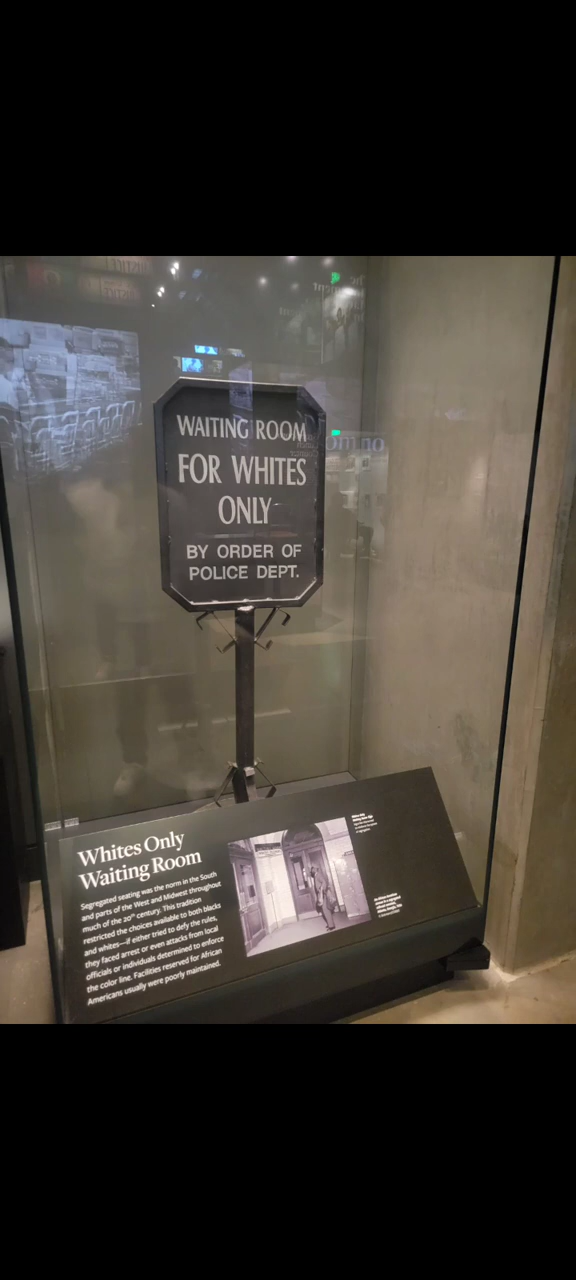 WAITING ROOM
FOR WHITES
ONLY
BY ORDER OF
POLICE DEPT.
Whites Only
Waiting Room
Segregated seating was the norm in the South
and parts of the West and Midwest throughout
much of the 20th century. This tradition
restricted the choices available to both blacks
and whites—if either tried to defy the rules,
they faced arrest or even attacks from local
officials or individuals determined to enforce
the color line. Facilities reserved for African
Americans usually were poorly maintained.